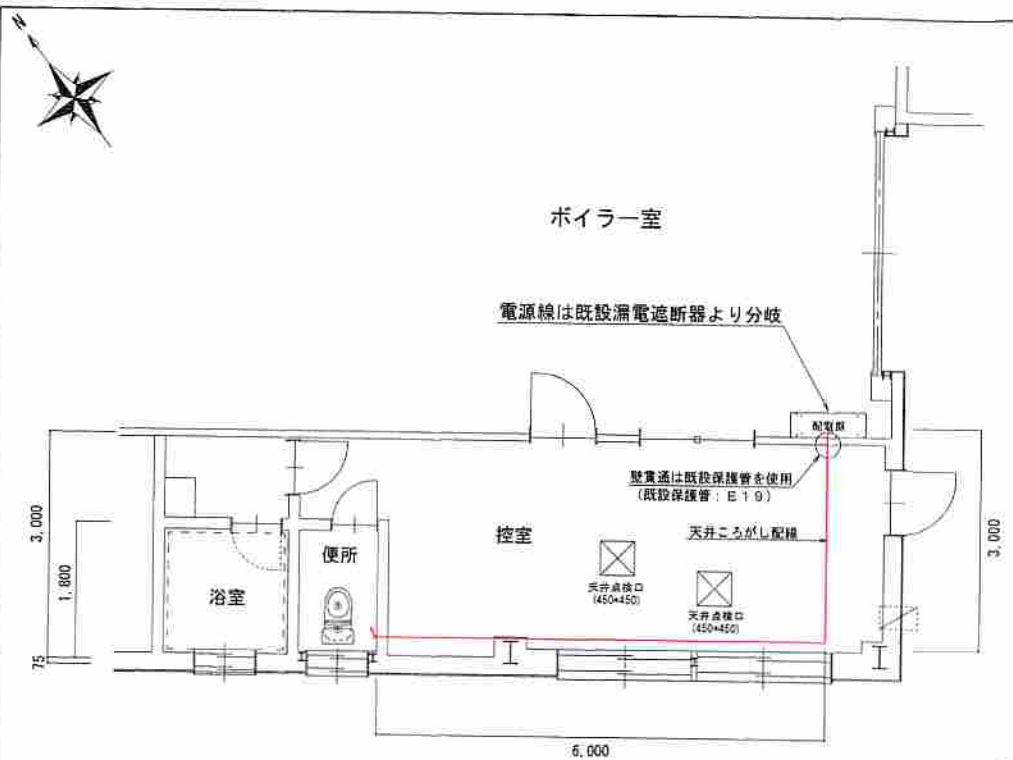 N
ボイラー室
電源線は既設漏電遮断器より分岐
配電盤
壁貫通は既設保護管を使用
(既設保護管：E19)
天井ころがし配線
控室
便所
浴室
天井点検口
(450*450)
天井点検口
(450*450)
3,000
1,800
75
3,000
6,000